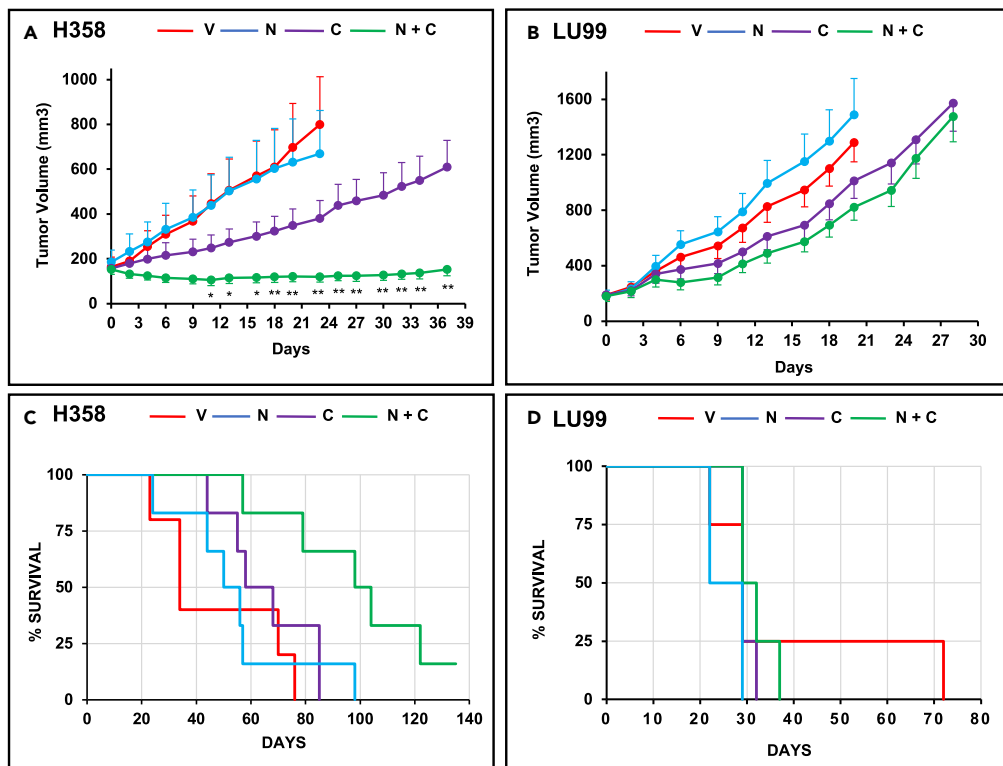 A H358
V N C N + C
Tumor Volume (mm3)
1000
800
600
400
200
0
* * * ** ** ** ** ** ** ** ** **
0 3 6 9 12 13 18 21 24 27 30 33 36 39
Days
B LU99
V N C N + C
Tumor Volume (mm3)
1600
1200
800
400
0
0 3 6 9 12 15 18 21 24 27 30
Days
C H358
V N C N + C
% SURVIVAL
100
75
50
25
0
0 20 40 60 80 100 120 140
DAYS
D LU99
V N C N + C
% SURVIVAL
100
75
50
25
0
0 10 20 30 40 50 60 70 80
DAYS